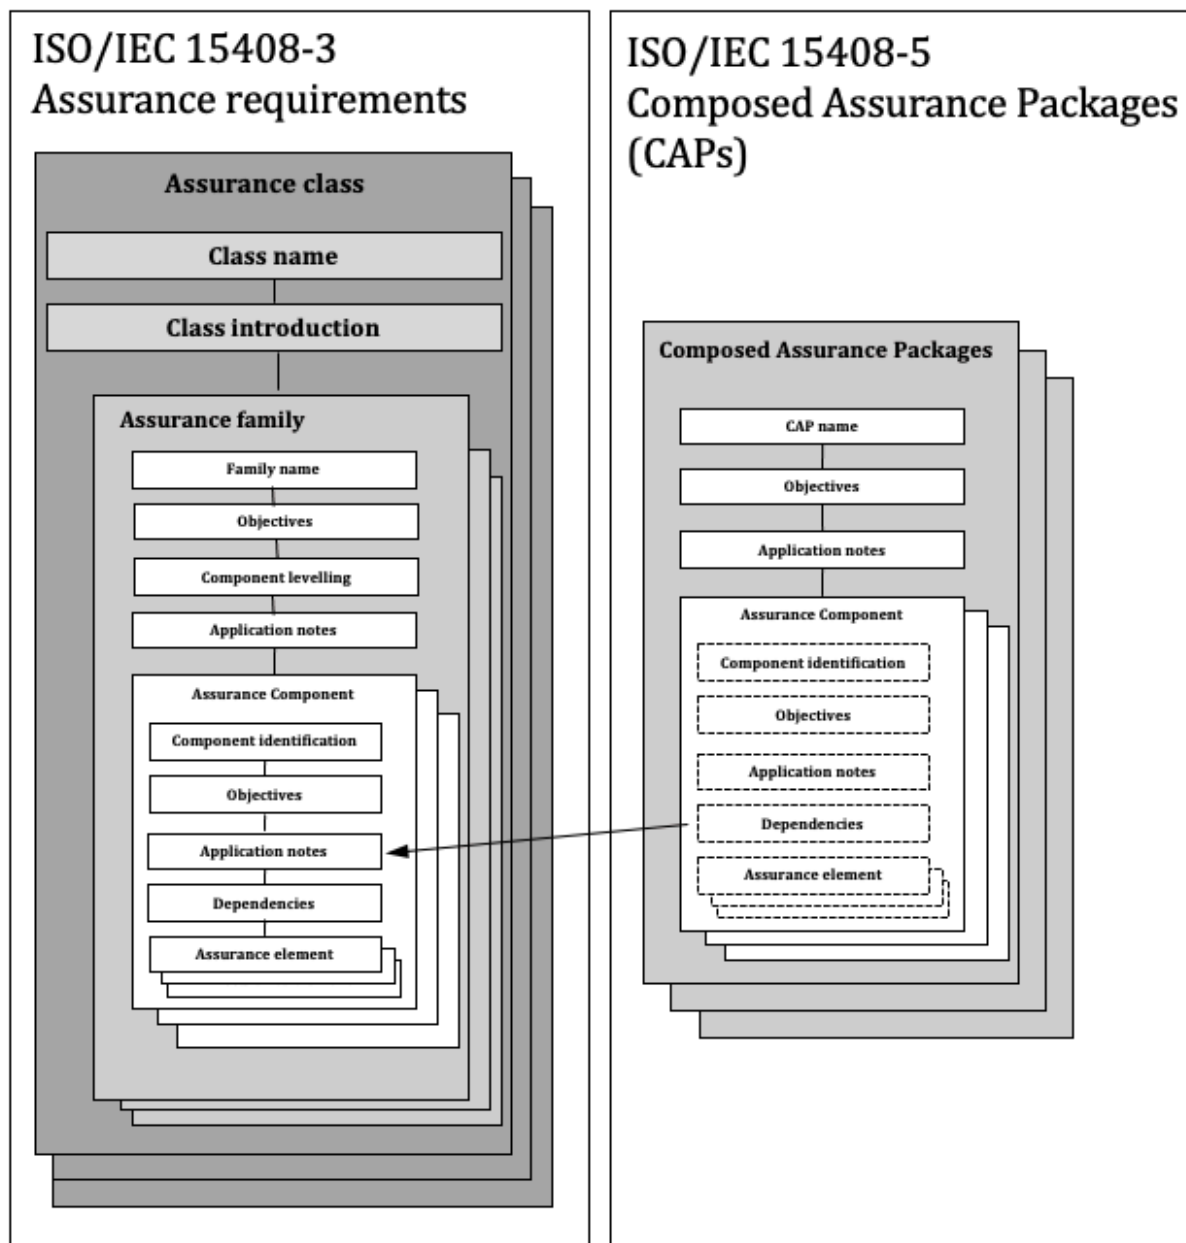 ISO/IEC 15408-3
Assurance requirements
Assurance class
Class name
Class introduction
Assurance family
Family name
Objectives
Component levelling
Application notes
Assurance Component
Component identification
Objectives
Application notes
Dependencies
Assurance element
ISO/IEC 15408-5
Composed Assurance Packages
(CAPs)
Composed Assurance Packages
CAP name
Objectives
Application notes
Assurance Component
Component identification
Objectives
Application notes
Dependencies
Assurance element